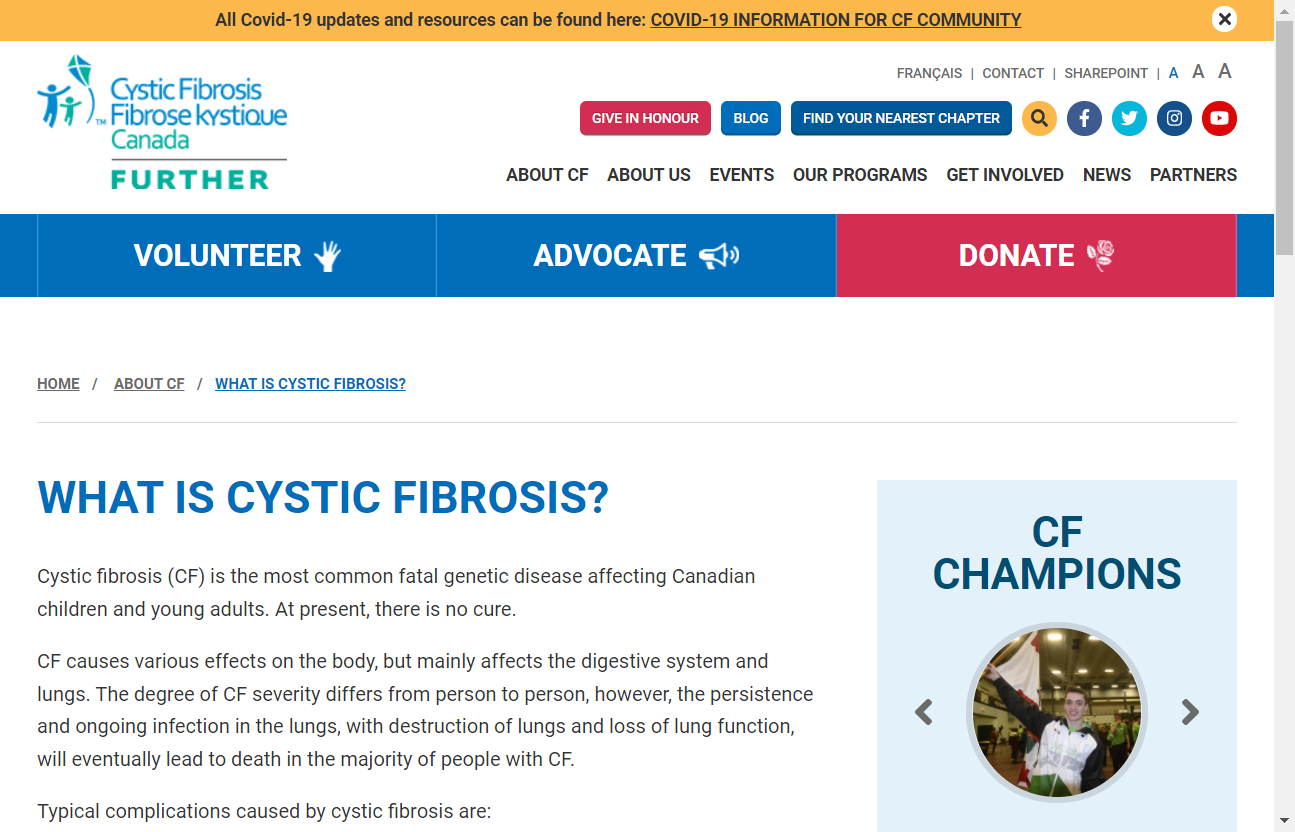 All Covid-19 updates and resources can be found here: COVID-19 INFORMATION FOR CF COMMUNITY
Cystic Fibrosis
Fibrose kystique
Canada
FURTHER
FRANÇAIS | CONTACT | SHAREPOINT | A A A
GIVE IN HONOUR BLOG FIND YOUR NEAREST CHAPTER
ABOUT CF ABOUT US EVENTS OUR PROGRAMS GET INVOLVED NEWS PARTNERS
VOLUNTEER ADVOCATE DONATE
HOME / ABOUT CF / WHAT IS CYSTIC FIBROSIS?
WHAT IS CYSTIC FIBROSIS?
Cystic fibrosis (CF) is the most common fatal genetic disease affecting Canadian
children and young adults. At present, there is no cure.
CF causes various effects on the body, but mainly affects the digestive system and
lungs. The degree of CF severity differs from person to person, however, the persistence
and ongoing infection in the lungs, with destruction of lungs and loss of lung function,
will eventually lead to death in the majority of people with CF.
Typical complications caused by cystic fibrosis are:
CF
CHAMPIONS